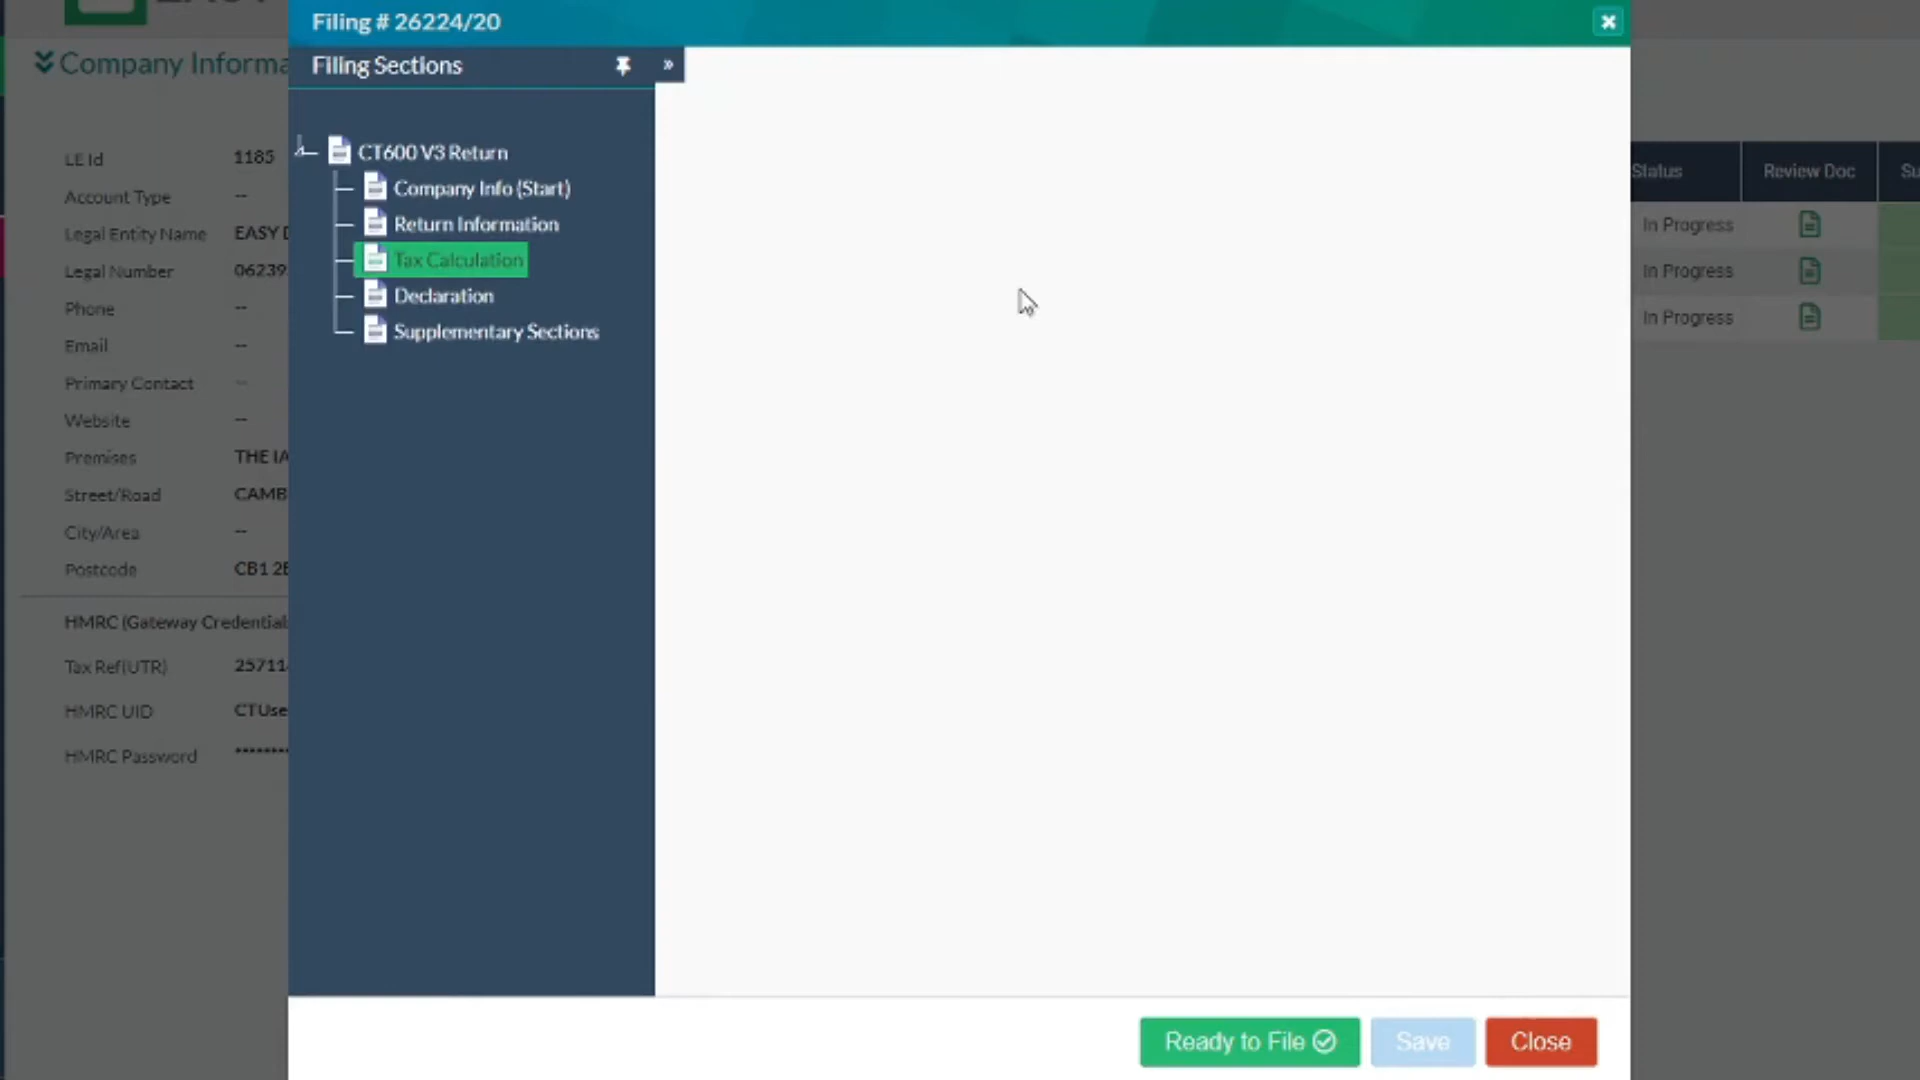 Filing # 26224/20
Filing Sections
CT600 V3 Return
Company Info (Start)
Return Information
Tax Calculation
Declaration
Supplementary Sections
Company Informa
LE Id 1185
Account Type --
Legal Entity Name EASY
Legal Number 06239
Phone --
Email --
Primary Contact --
Website --
Premises THE IA
Street/Road CAMB
City/Area --
Postcode CB1 2
HMRC (Gateway Credential
Tax Ref(UTR) 25711
HMRC UID CTUse
HMRC Password ********
Status Review Doc Su
In Progress
In Progress
In Progress
Ready to File Save Close